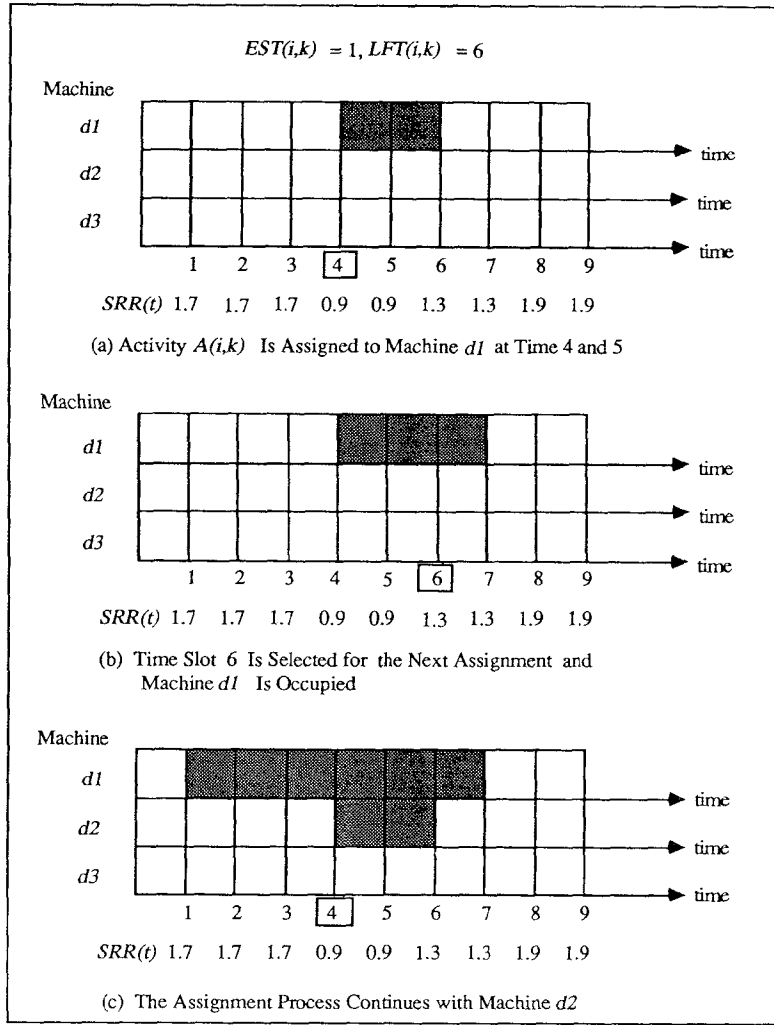 EST(i,k) = 1, LFT(i,k) = 6
Machine
d1
time
d2
time
d3
time
1 2 3 4 5 6 7 8 9
SRR(t) 1.7 1.7 1.7 0.9 0.9 1.3 1.3 1.9 1.9
(a) Activity A(i,k) Is Assigned to Machine d1 at Time 4 and 5
Machine
d1
time
d2
time
d3
time
1 2 3 4 5 6 7 8 9
SRR(t) 1.7 1.7 1.7 0.9 0.9 1.3 1.3 1.9 1.9
(b) Time Slot 6 Is Selected for the Next Assignment and
Machine d1 Is Occupied
Machine
d1
time
d2
time
d3
time
1 2 3 4 5 6 7 8 9
SRR(t) 1.7 1.7 1.7 0.9 0.9 1.3 1.3 1.9 1.9
(c) The Assignment Process Continues with Machine d2